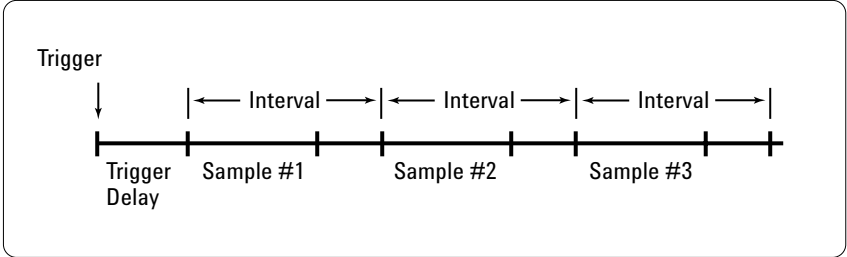 Trigger
Interval Interval Interval
Trigger Sample #1 Sample #2 Sample #3
Delay